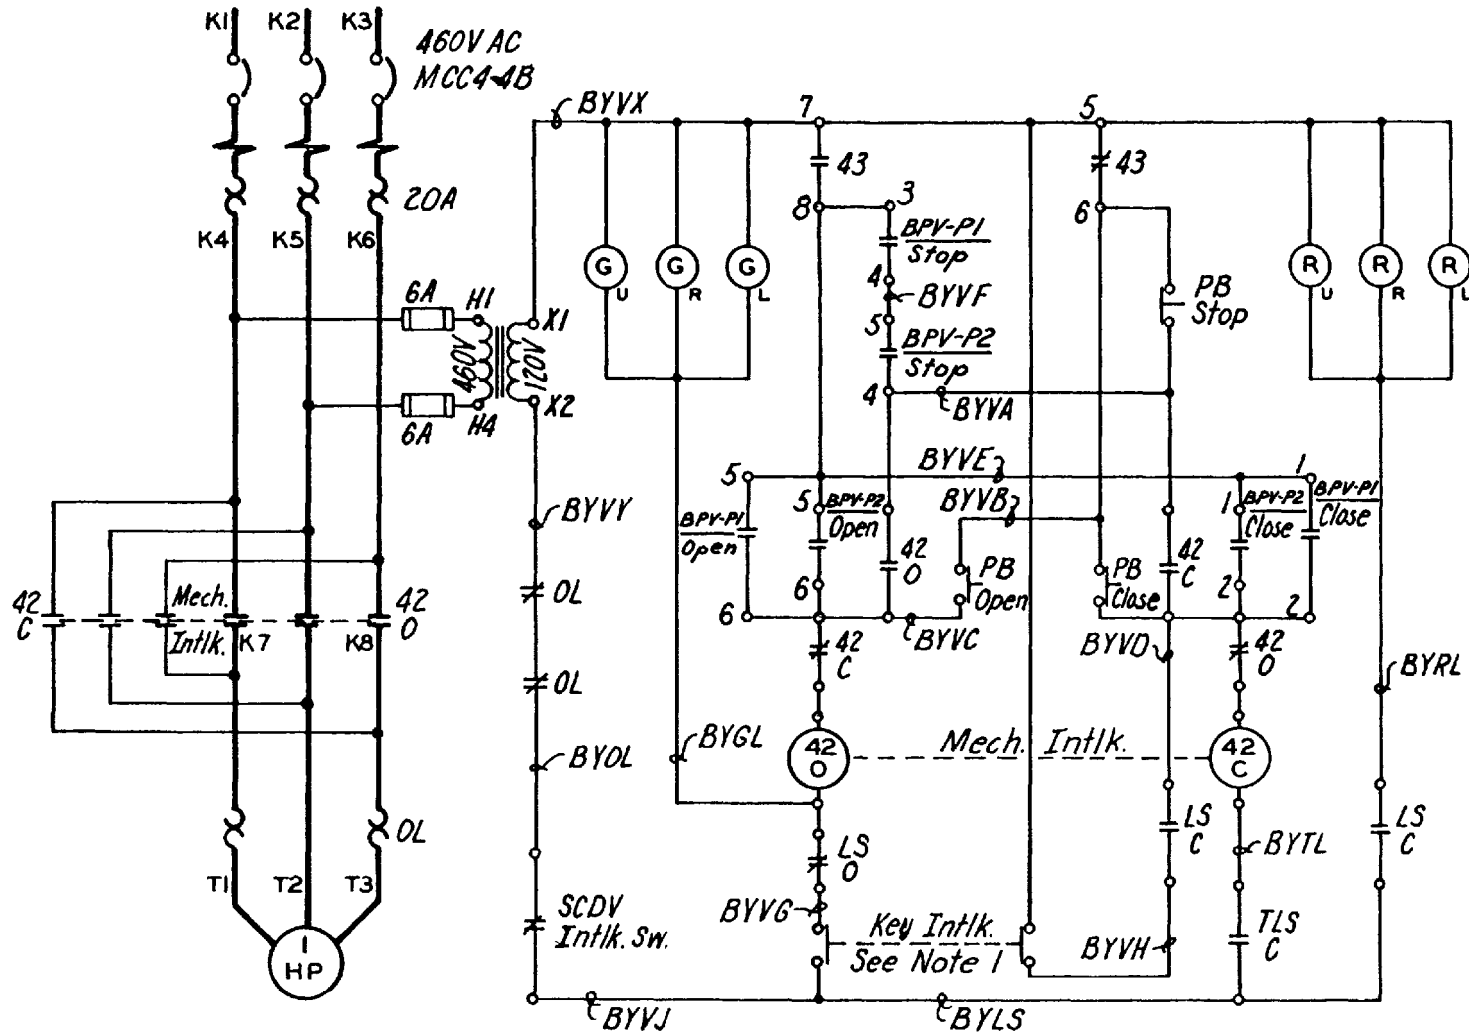 K1
K2
K3
460V AC
MCC4-4B
20A
K4
K5
K6
6A
H1
460V
120V
X1
X2
H4
6A
BYVX
7
5
43
43
8
3
6
BPV-P1
Stop
4
BYVF
5
BPV-P2
Stop
4
BYVA
PB
Stop
G
U
G
R
G
L
R
U
R
R
R
L
BYVE
BYVB
5
BPV-P1
Open
6
5
BPV-P2
Open
6
42
O
PB
Open
PB
Close
42
C
1
BPV-P2
Close
2
1
BPV-P1
Close
2
BYVY
OL
OL
BYOL
SCDV
Intlk. Sw.
42
C
Mech.
Intlk.
K7
K8
42
O
OL
T1
T2
T3
1
HP
42
C
BYVC
BYVD
42
O
BYRL
BYGL
42
O
Mech. Intlk.
42
C
LS
O
BYVG
Key Intlk.
See Note 1
LS
C
BYVH
BYTL
TLS
C
LS
C
BYVJ
BYLS